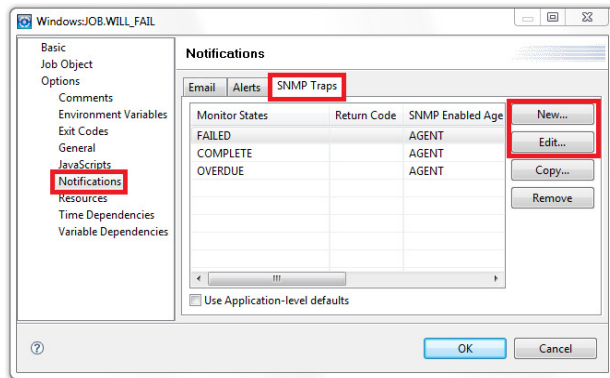 Windows:JOB.WILL_FAIL
Basic
Job Object
Options
Comments
Environment Variables
Exit Codes
General
JavaScripts
Notifications
Resources
Time Dependencies
Variable Dependencies
Notifications
Email Alerts SNMP Traps
Monitor States Return Code SNMP Enabled Age
FAILED AGENT
COMPLETE AGENT
OVERDUE AGENT
New...
Edit...
Copy...
Remove
Use Application-level defaults
OK Cancel